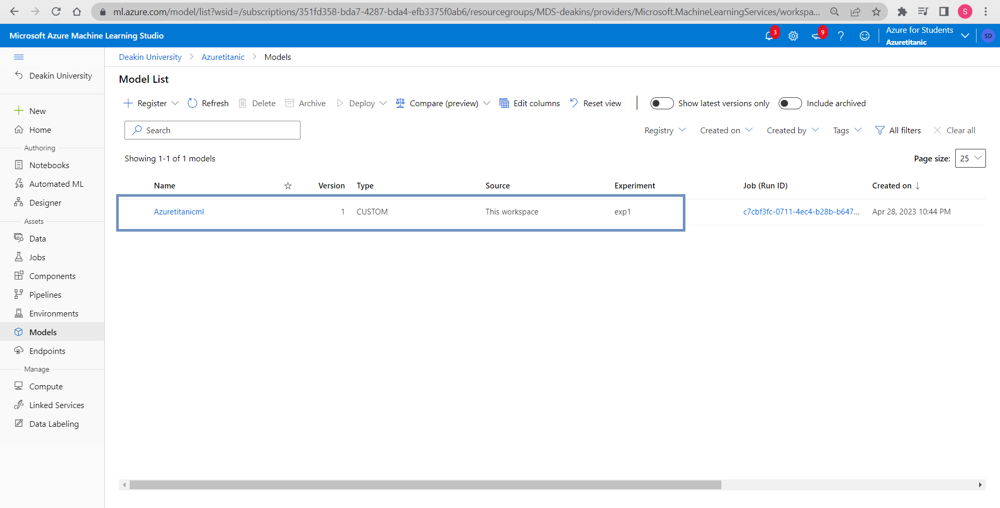 ml.azure.com/model/list?wsid=/subscriptions/351fd358-bda7-4287-bda4-efb3375f0ab6/resourcegroups/MDS-deakins/providers/Microsoft.MachineLearningServices/workspa...
S
Microsoft Azure Machine Learning Studio
3
9
Azure for Students
Azuretitanic
SD
Deakin University
Azuretitanic
Models
Deakin University
Model List
Register
Refresh
Delete
Archive
Deploy
Compare (preview)
Edit columns
Reset view
Show latest versions only
Include archived
New
Home
Search
Registry
Created on
Created by
Tags
All filters
Clear all
Authoring
Notebooks
Automated ML
Designer
Showing 1-1 of 1 models
Page size:
25
Name
Version
Type
Source
Experiment
Job (Run ID)
Created on
Azuretitanicml
1
CUSTOM
This workspace
exp1
c7cbf3fc-0711-4ec4-b28b-b647...
Apr 28, 2023 10:44 PM
Assets
Data
Jobs
Components
Pipelines
Environments
Models
Endpoints
Manage
Compute
Linked Services
Data Labeling